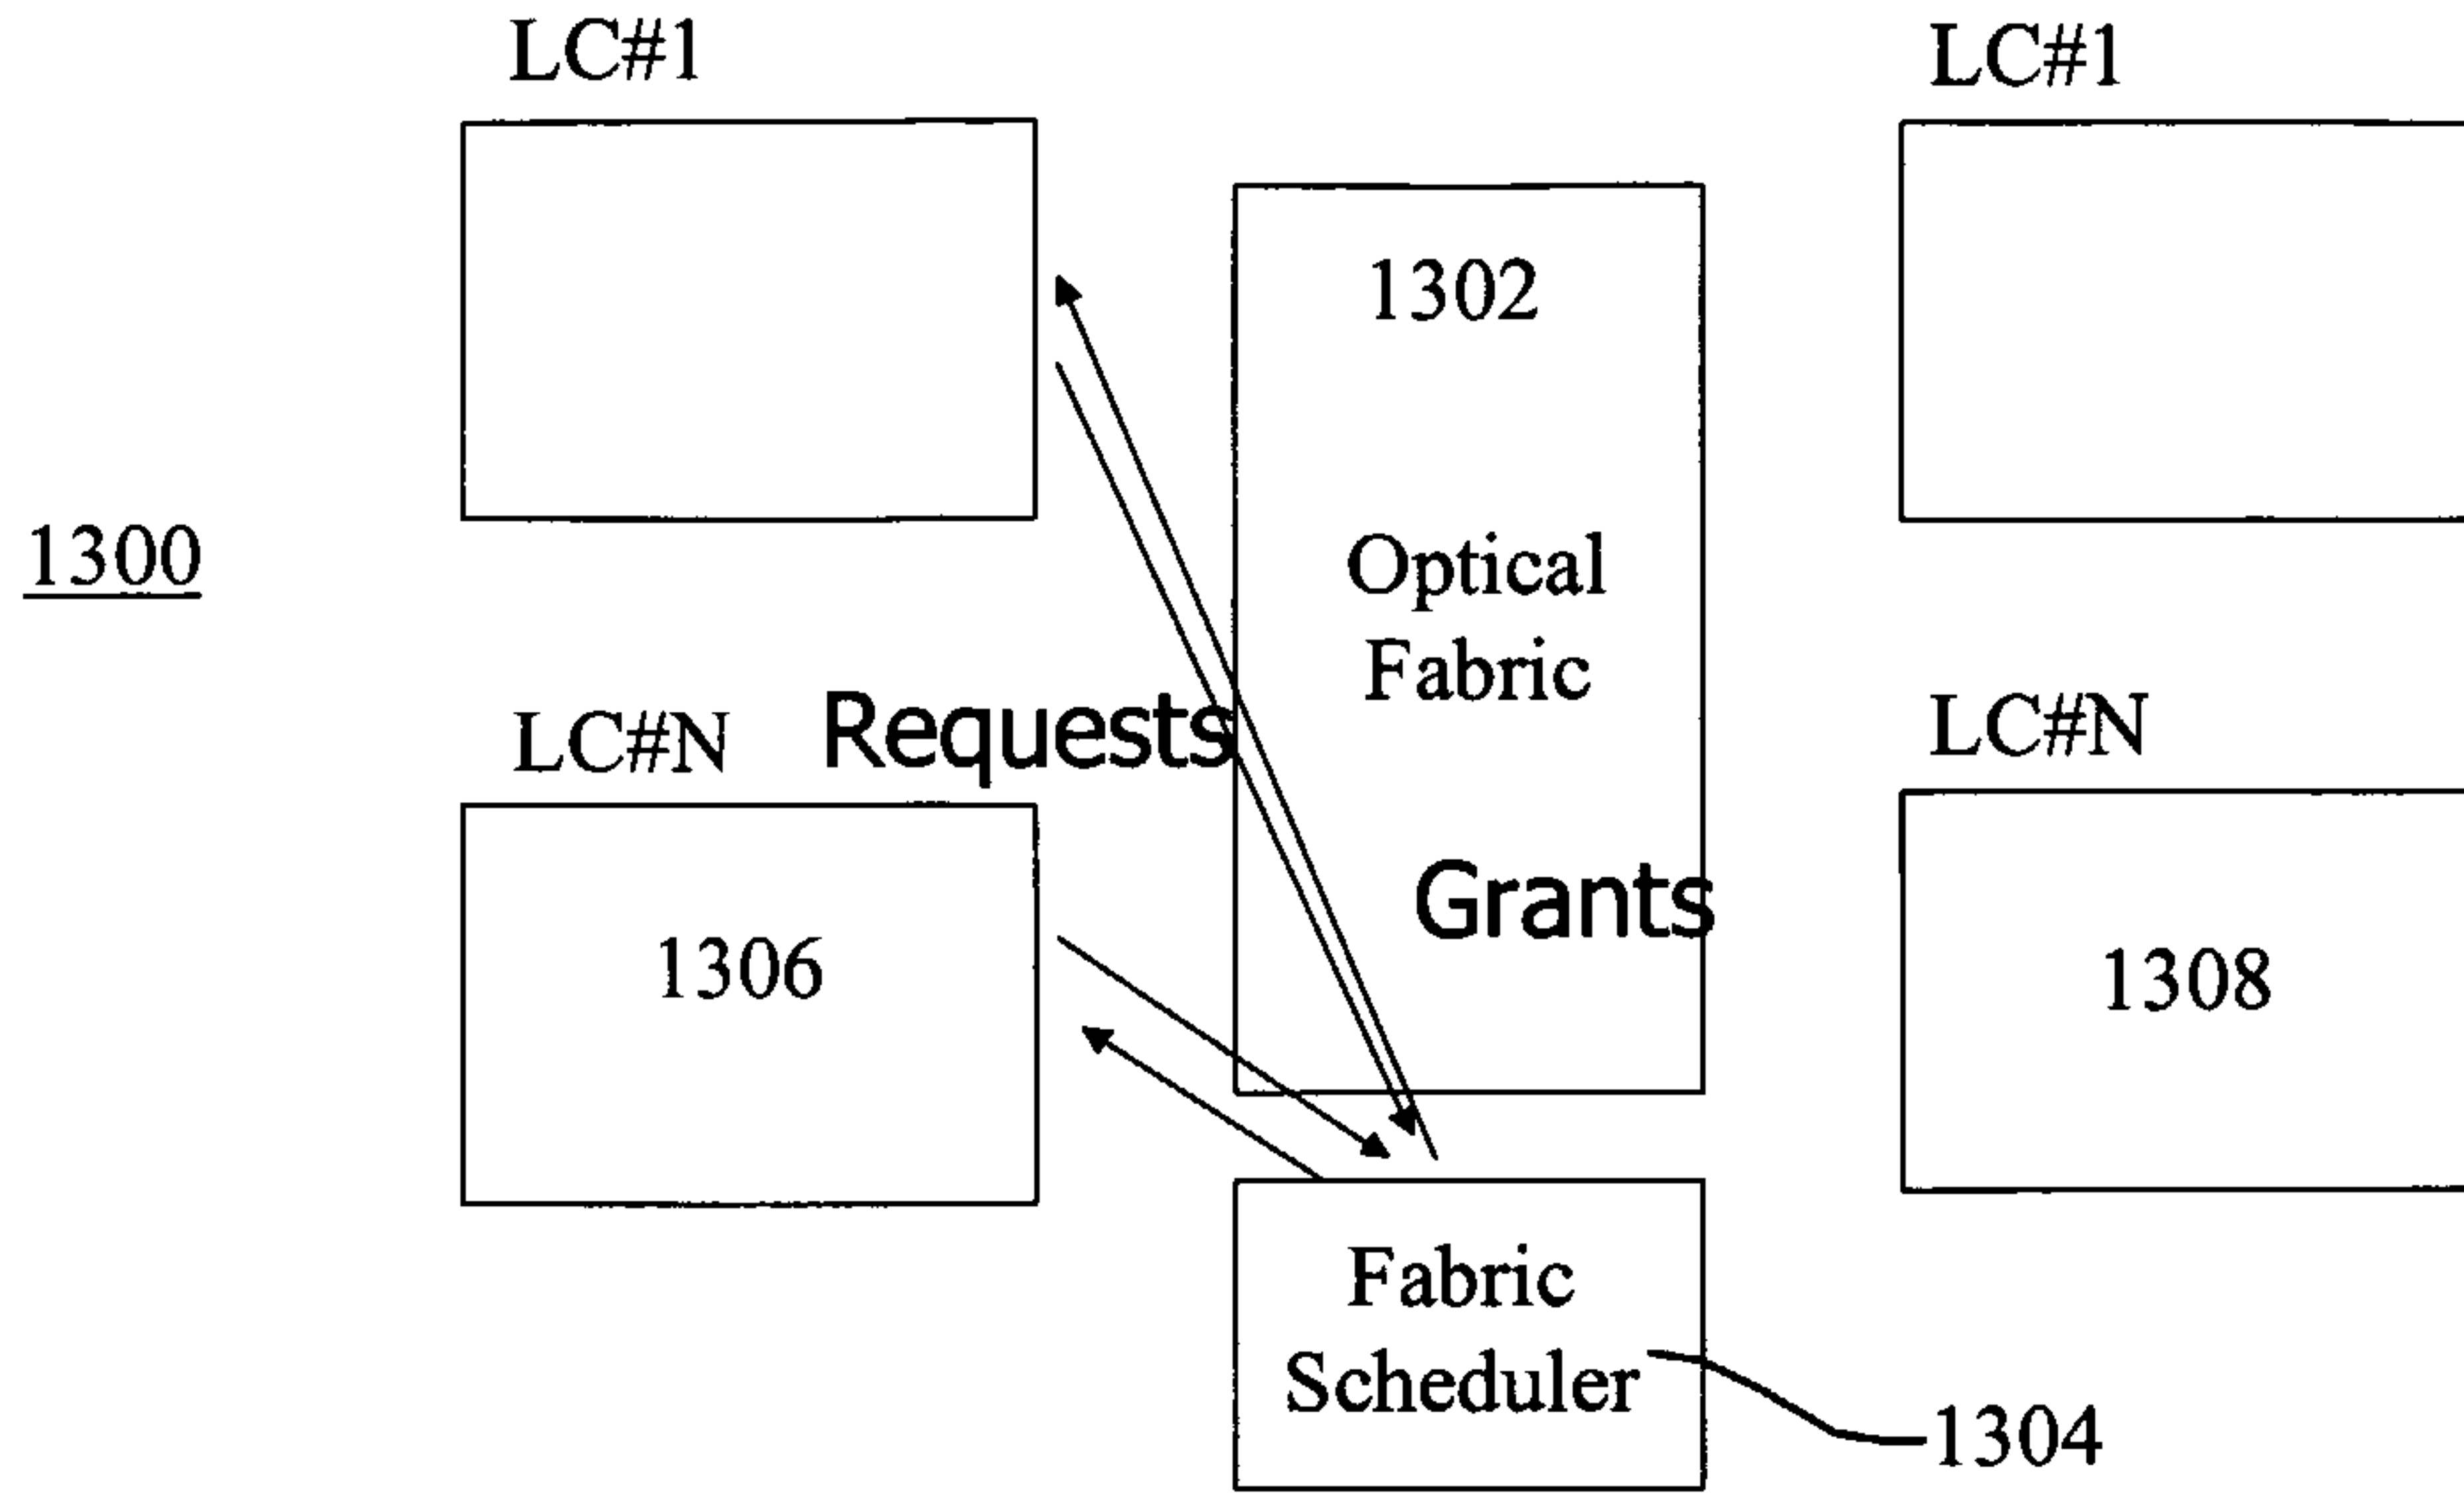 LC#1
LC#1
1302
1300
Optical
Fabric
LC#N
Requests
LC#N
Grants
1306
1308
Fabric
Scheduler
1304